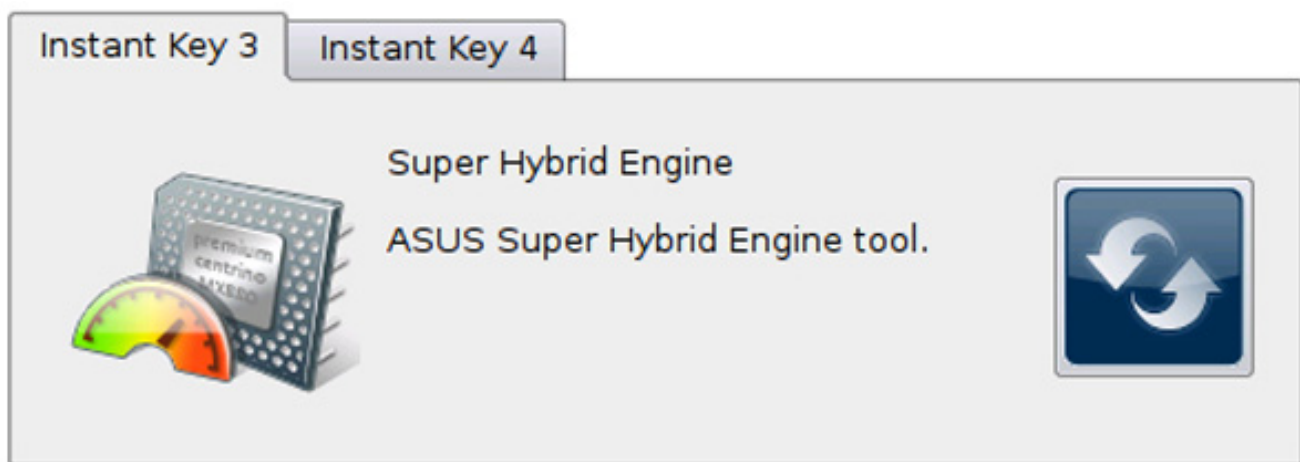 Instant Key 3
Instant Key 4
Super Hybrid Engine
ASUS Super Hybrid Engine tool.
premium
centrino